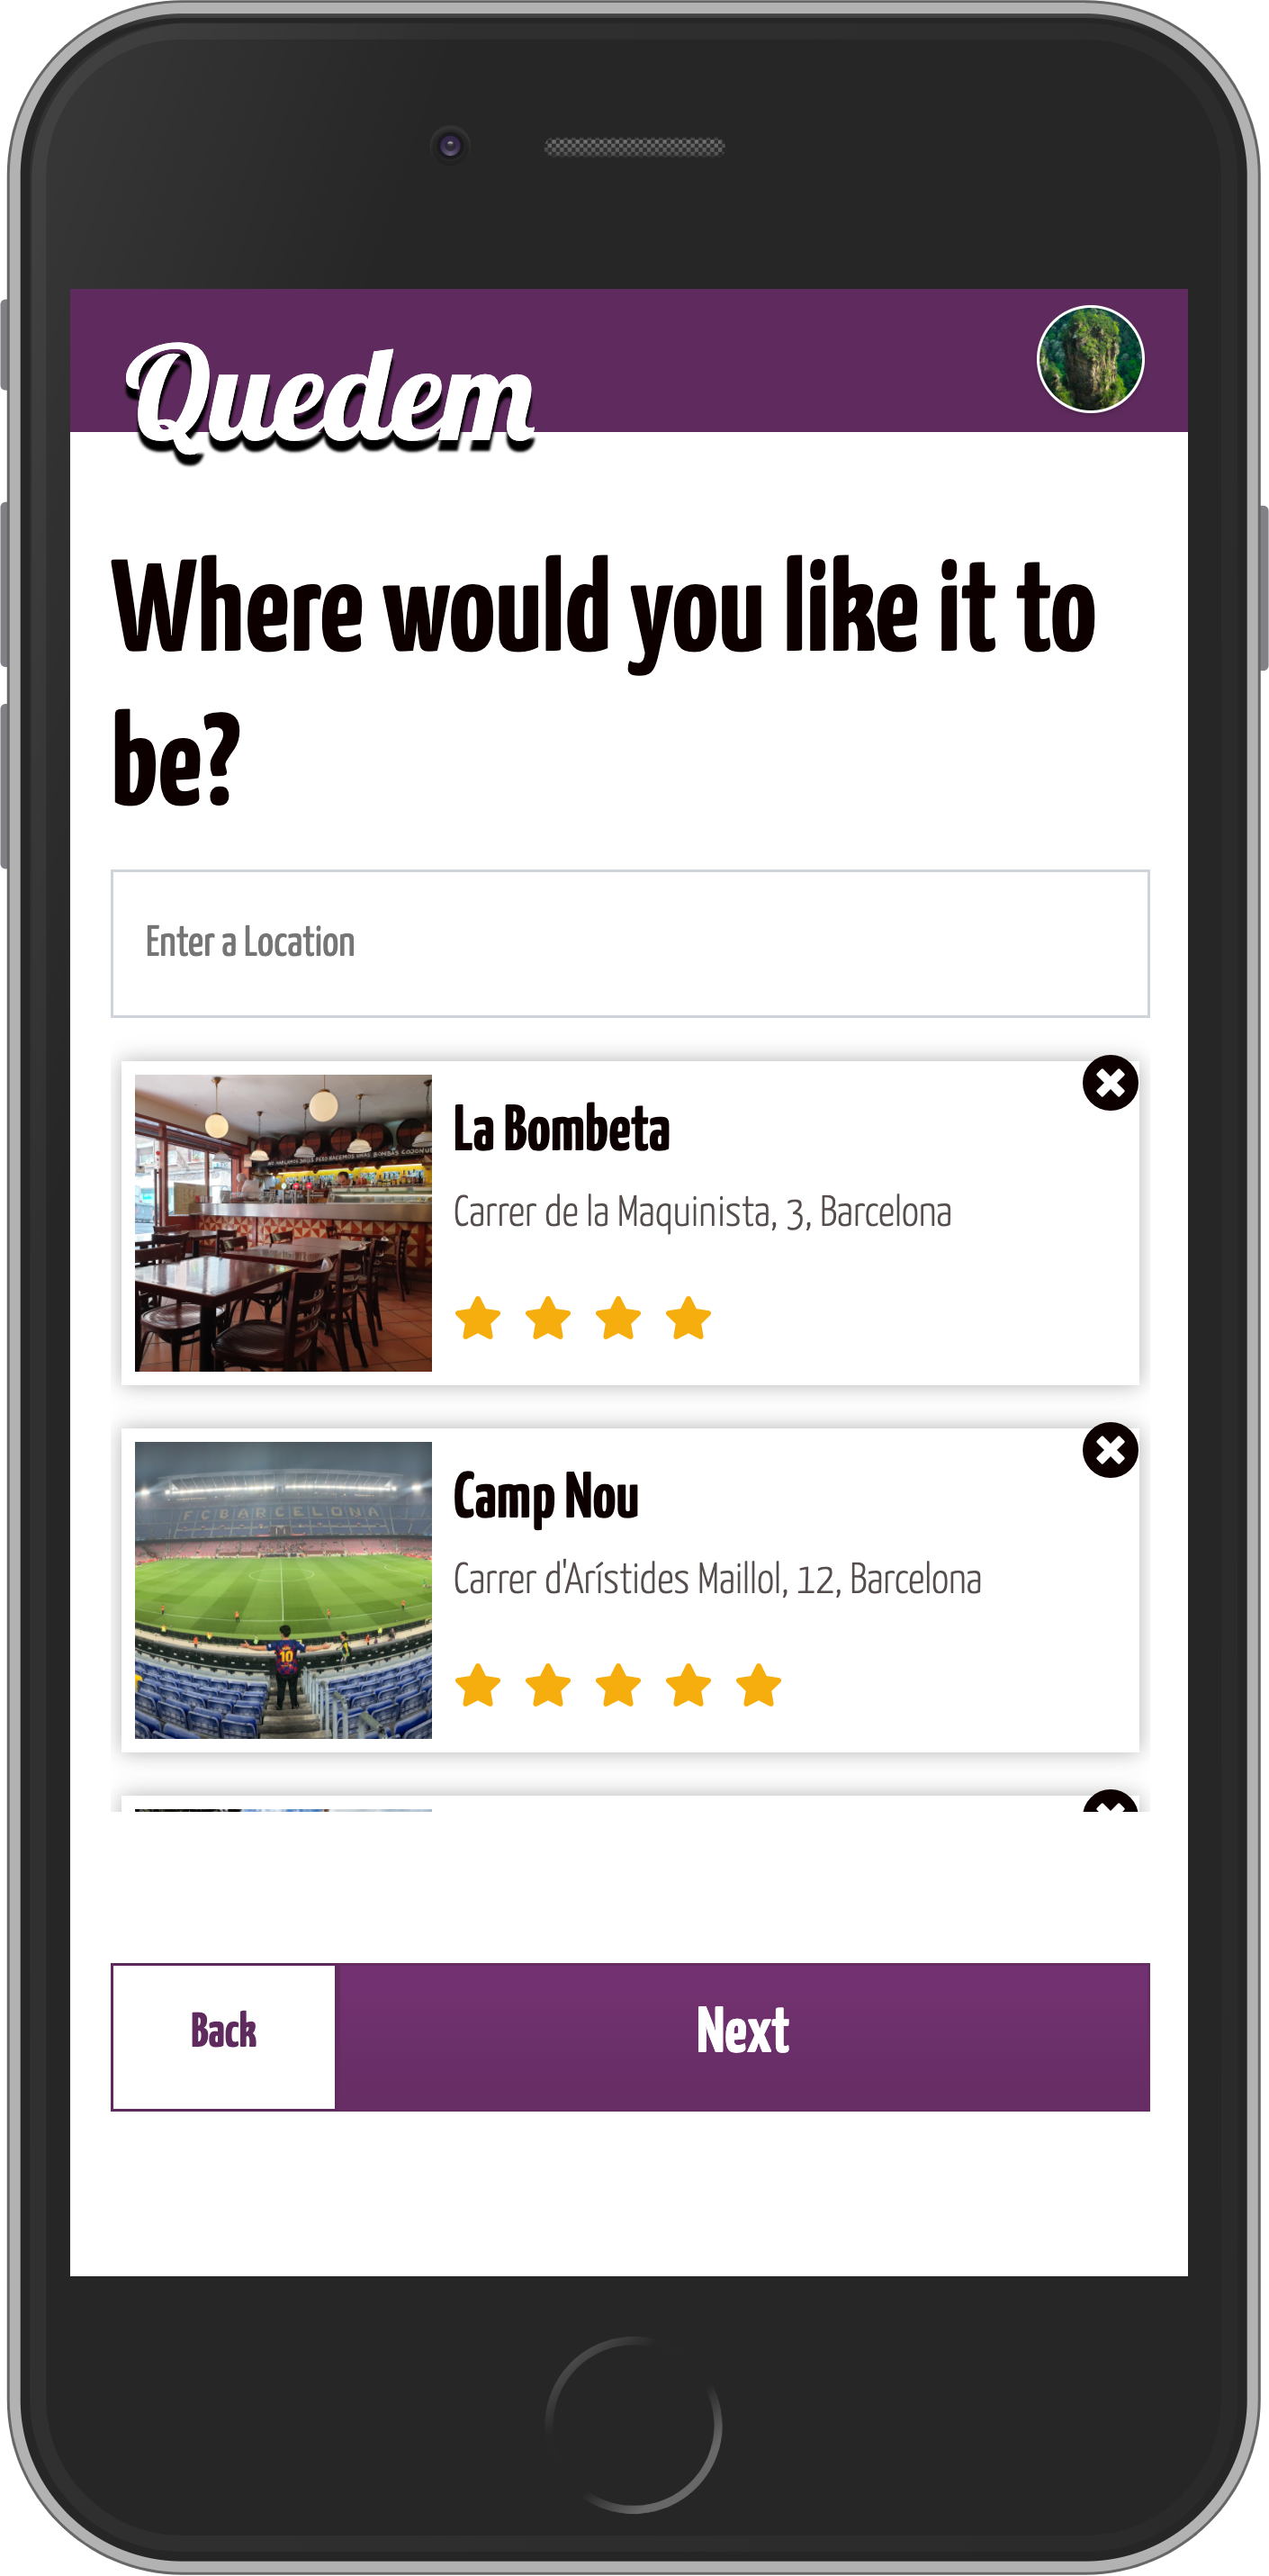 Quedem
Where would you like it to
be?
Enter a Location
La Bombeta
Carrer de la Maquinista, 3, Barcelona
Camp Nou
FC BARCELONA
10
Carrer d'Arístides Maillol, 12, Barcelona
Back
Next